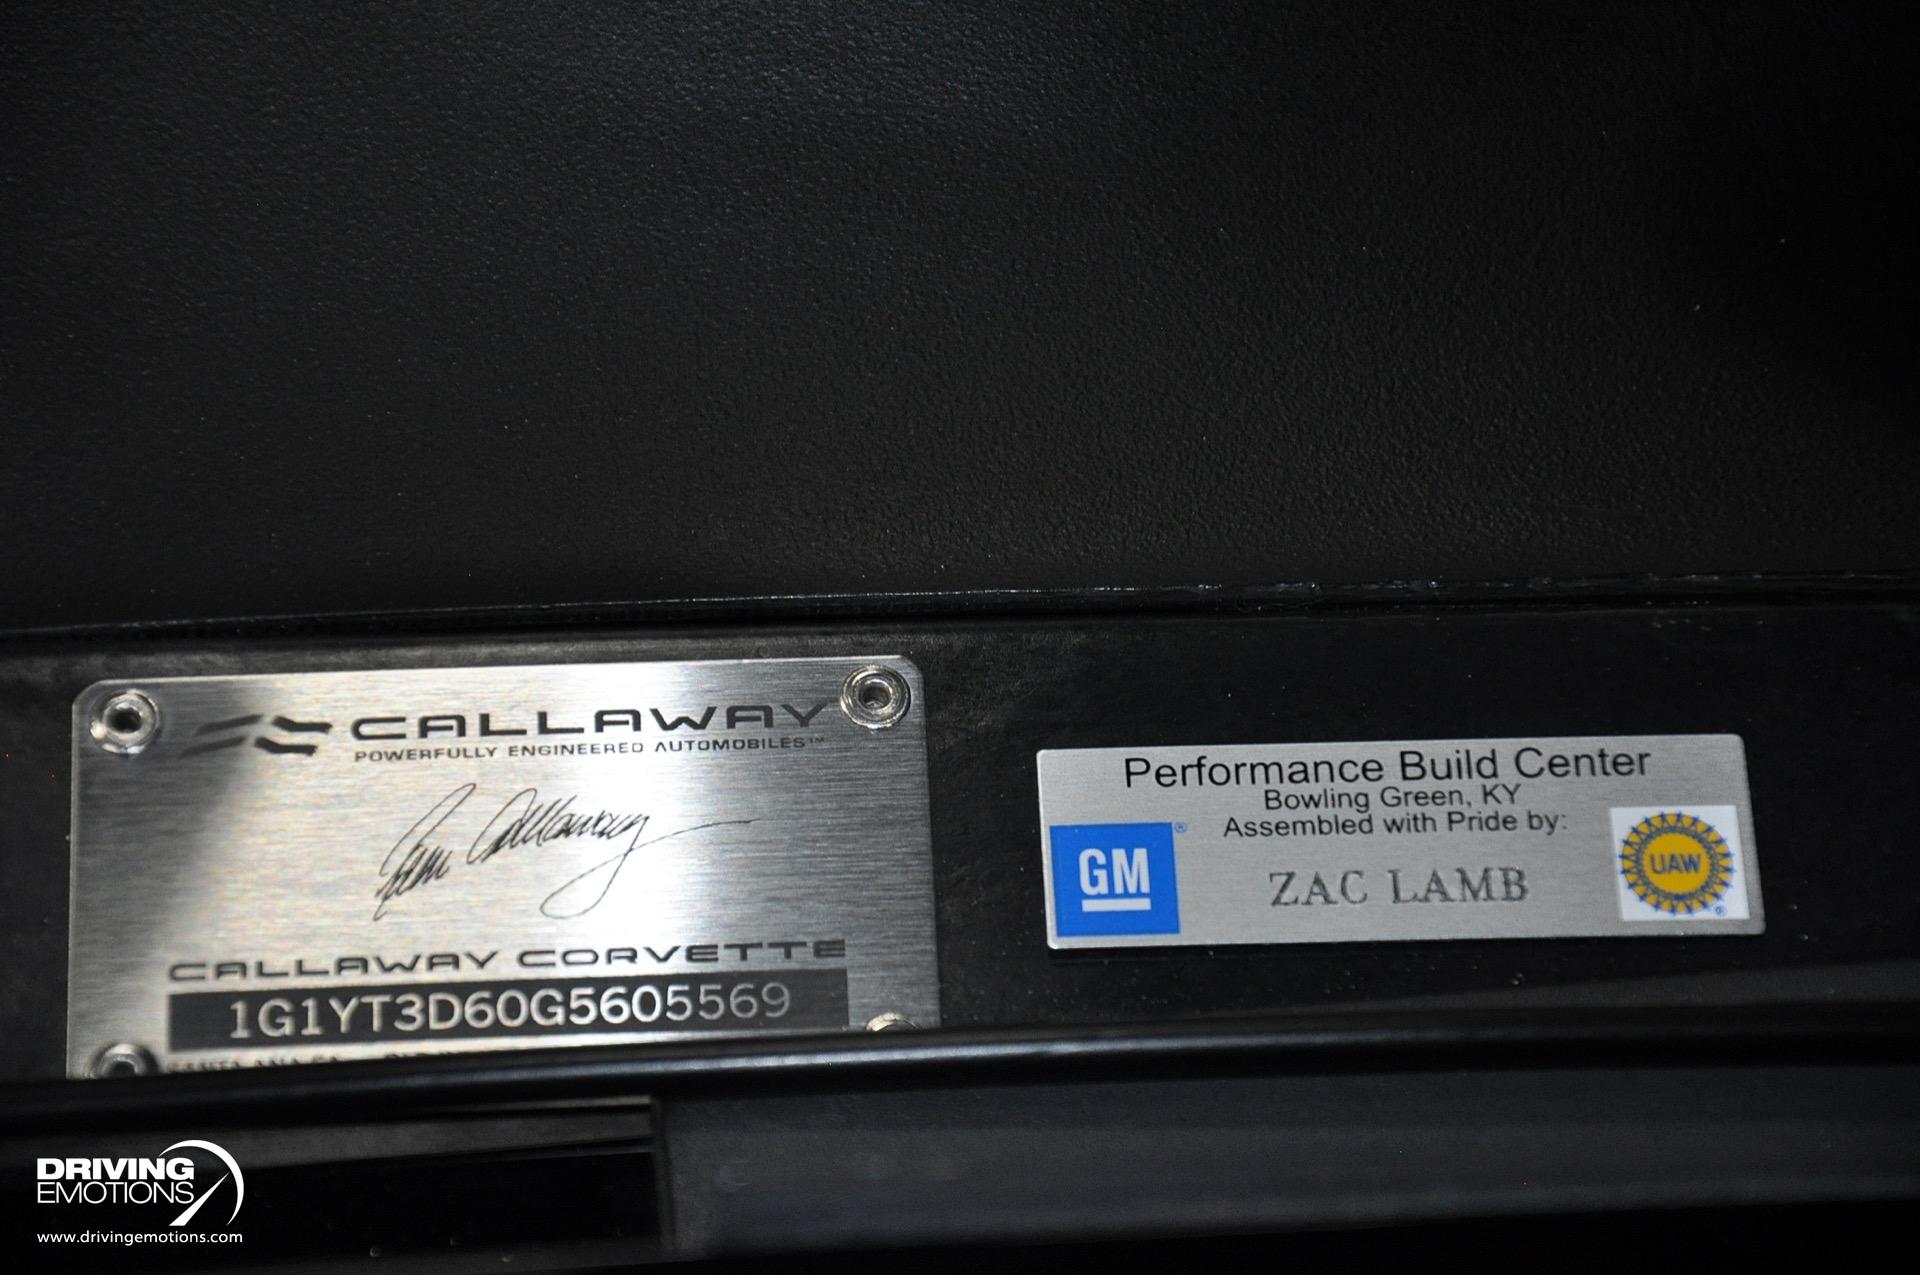 CALLAWAY
POWERFULLY ENGINEERED AUTOMOBILES™
Callaway
CALLAWAY CORVETTE
1G1YT3D60G5605569
Performance Build Center
Bowling Green, KY
Assembled with Pride by:
GM®
ZAC LAMB
UAW®
DRIVING
EMOTIONS
www.drivingemotions.com